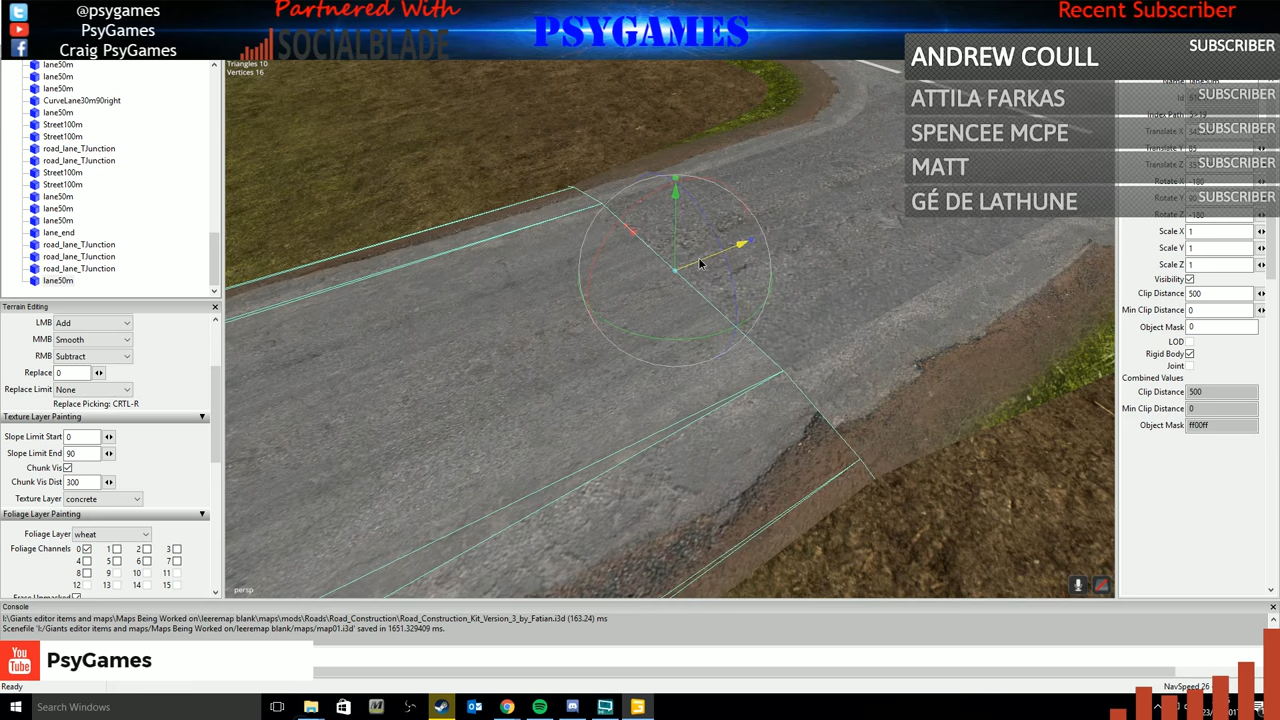 @psygames
PsyGames
Craig PsyGames
Partnered With
SOCIALBLADE
PSYGAMES
Recent Subscriber
ANDREW COULL
SUBSCRIBER
ATTILA FARKAS
SUBSCRIBER
SPENCEE MCPE
SUBSCRIBER
MATT
SUBSCRIBER
GÉ DE LATHUNE
SUBSCRIBER
lane50m
lane50m
lane50m
CurveLane30m90right
lane50m
Street100m
Street100m
road_lane_TJunction
road_lane_TJunction
Street100m
Street100m
lane50m
lane50m
lane50m
lane_end
road_lane_TJunction
road_lane_TJunction
road_lane_TJunction
lane50m
Triangles 10
Vertices 16
Terrain Editing
LMB Add
MMB Smooth
RMB Subtract
Replace 0
Replace Limit None
Replace Picking: CRTL-R
Texture Layer Painting
Slope Limit Start 0
Slope Limit End 90
Chunk Vis
Chunk Vis Dist 300
Texture Layer concrete
Foliage Layer Painting
Foliage Layer wheat
Foliage Channels 0 1 2 3
4 5 6 7
8 9 10 11
12 13 14 15
persp
Scale X 1
Scale Y 1
Scale Z 1
Visibility
Clip Distance 500
Min Clip Distance 0
Object Mask 0
LOD
Rigid Body
Joint
Combined Values
Clip Distance 500
Min Clip Distance 0
Object Mask ff00ff
Console
I:\Giants editor items and maps\Maps Being Worked on\leeremap blank\maps\mods\Roads\Road_Construction\Road_Construction_Kit_Version_3_by_Fatian.i3d (163.24) ms
Scenefile 'I:/Giants editor items and maps/Maps Being Worked on/leeremap blank/maps/map01.i3d' saved in 1651.329409 ms.
You
Tube
PsyGames
Ready
NavSpeed 26
Search Windows